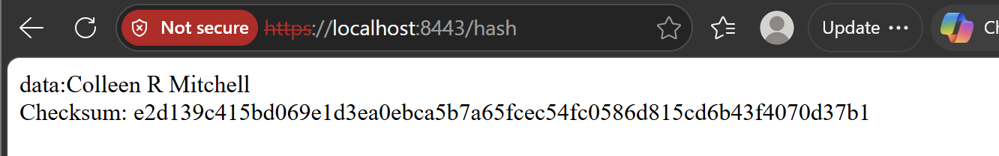 Not secure https://localhost:8443/hash Update
data:Colleen R Mitchell
Checksum: e2d139c415bd069e1d3ea0ebca5b7a65fcec54fc0586d815cd6b43f4070d37b1